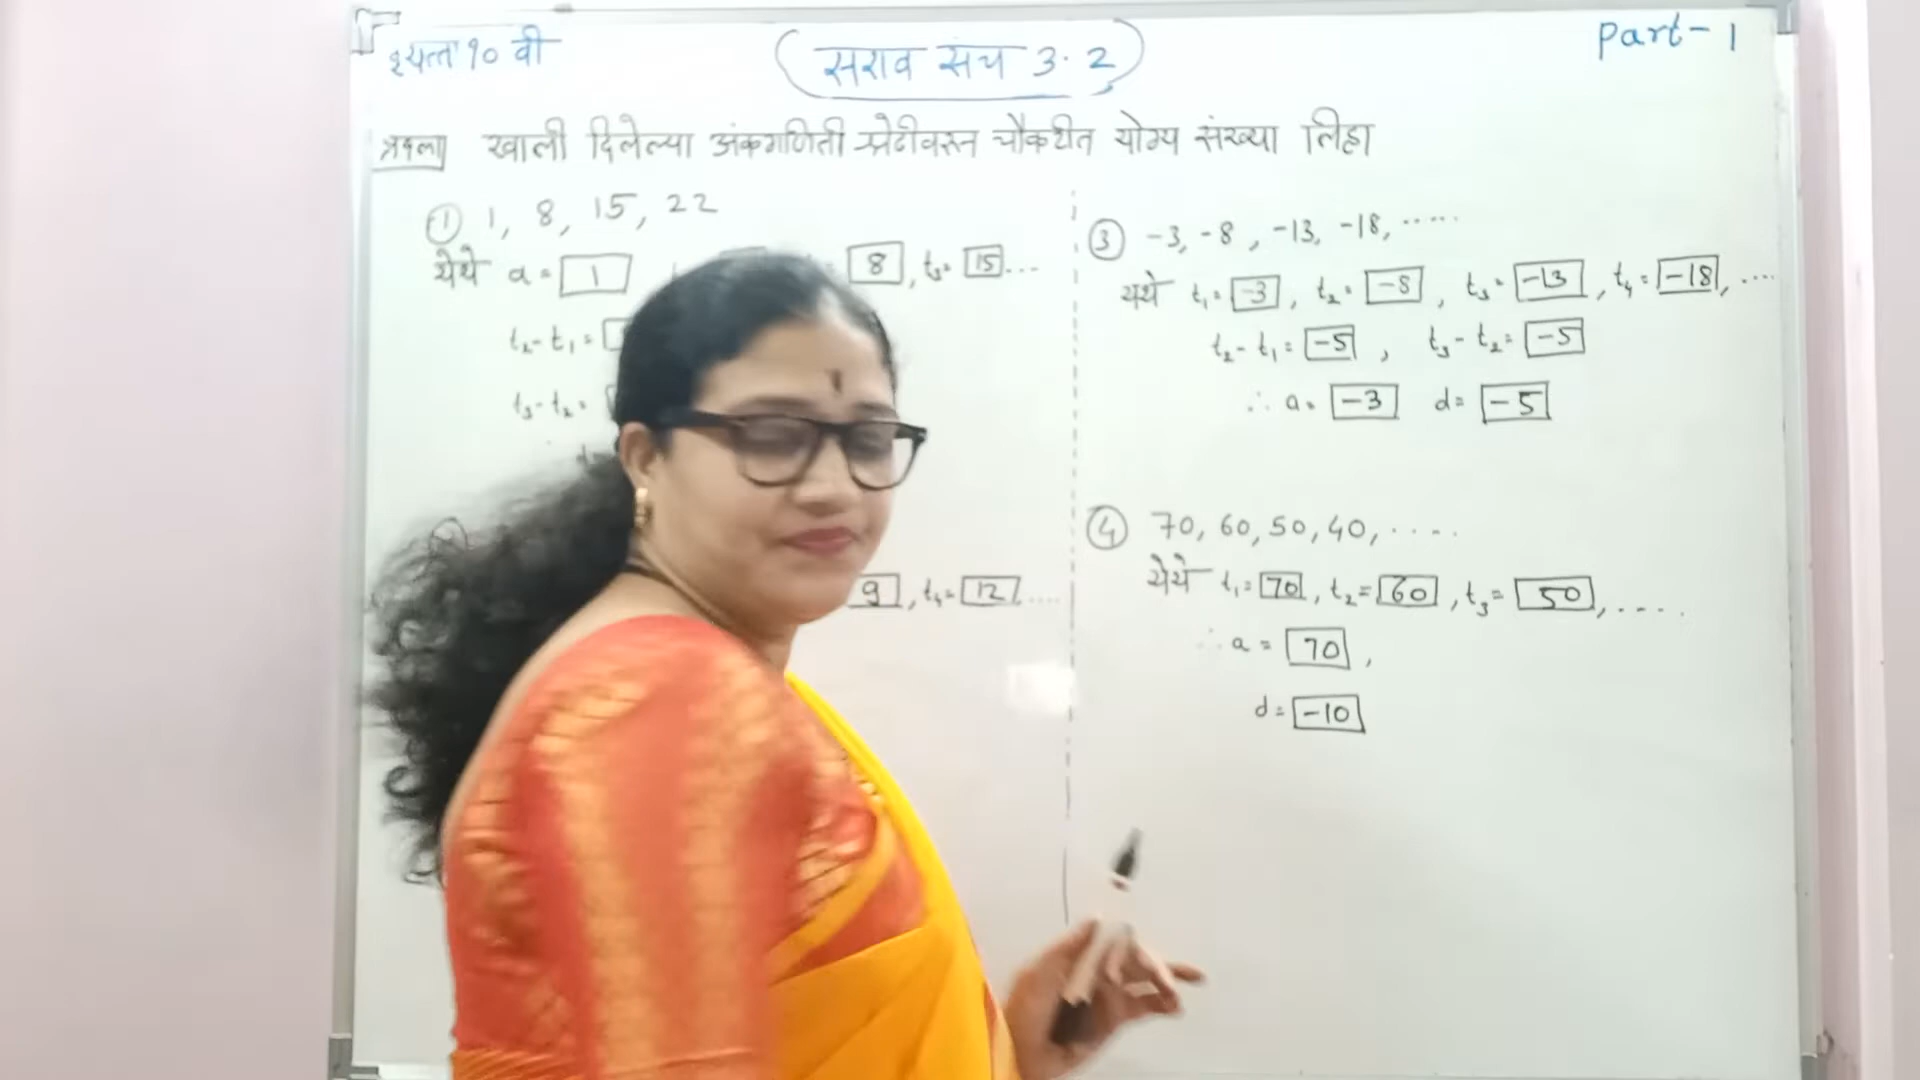 इयत्ता १० वी
सराव संच 3.2
Part-1
प्र१ला खाली दिलेल्या अंकगणिती श्रेढीवरून चौकटीत योग्य संख्या लिहा
① 1, 8, 15, 22
येथे a = 1
8, t₃= 15 ...
t₂- t₁ =
t₃- t₂ =
9, t₄= 12 ....
③ -3, -8, -13, -18, .....
येथे t₁= -3, t₂= -8, t₃= -13, t₄= -18, ....
t₂- t₁= -5, t₃- t₂= -5
∴ a= -3 d= -5
④ 70, 60, 50, 40, ....
येथे t₁= 70, t₂= 60, t₃= 50, ....
∴ a = 70,
d= -10